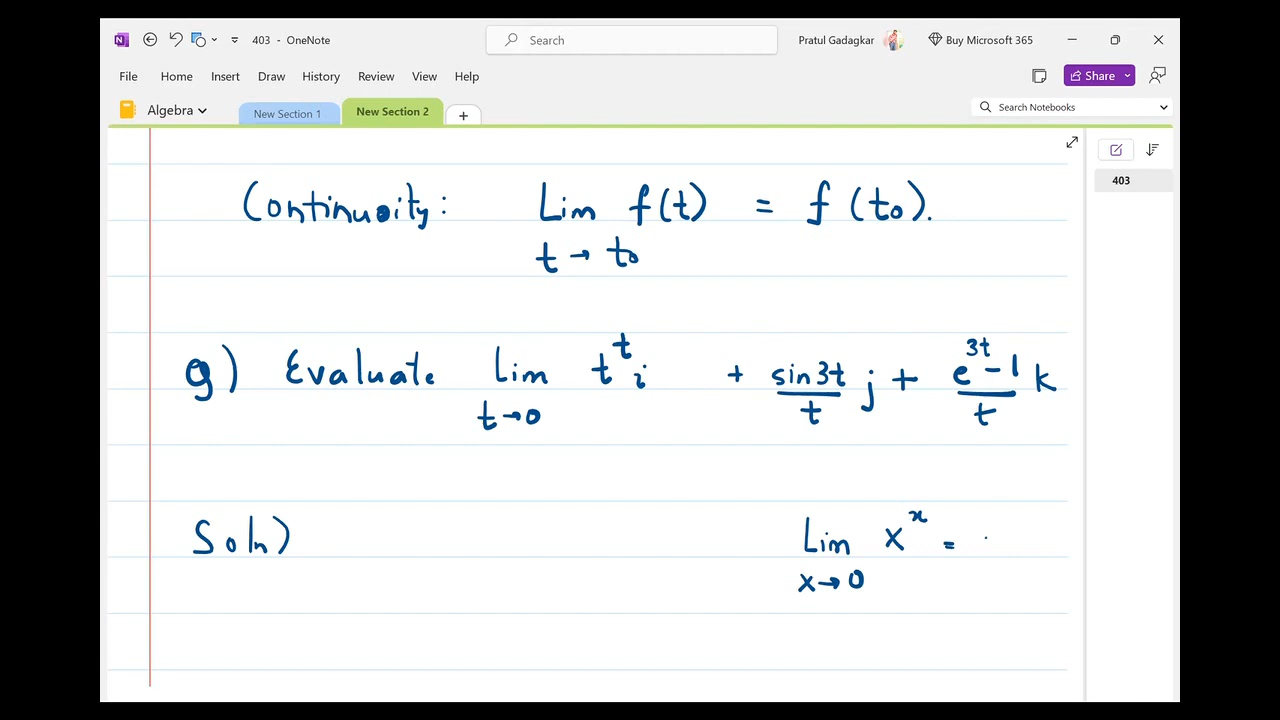 403 - OneNote
Search
Pratul Gadagkar
Buy Microsoft 365
File Home Insert Draw History Review View Help
Share
Algebra
New Section 1
New Section 2
+
Search Notebooks
403
Continuity: Lim f(t) = f(t₀).
t → t₀
g) Evaluate Lim t^t i + sin3t/t j + e^3t-1/t k
t→0
Soln) Lim x^x =
x→0